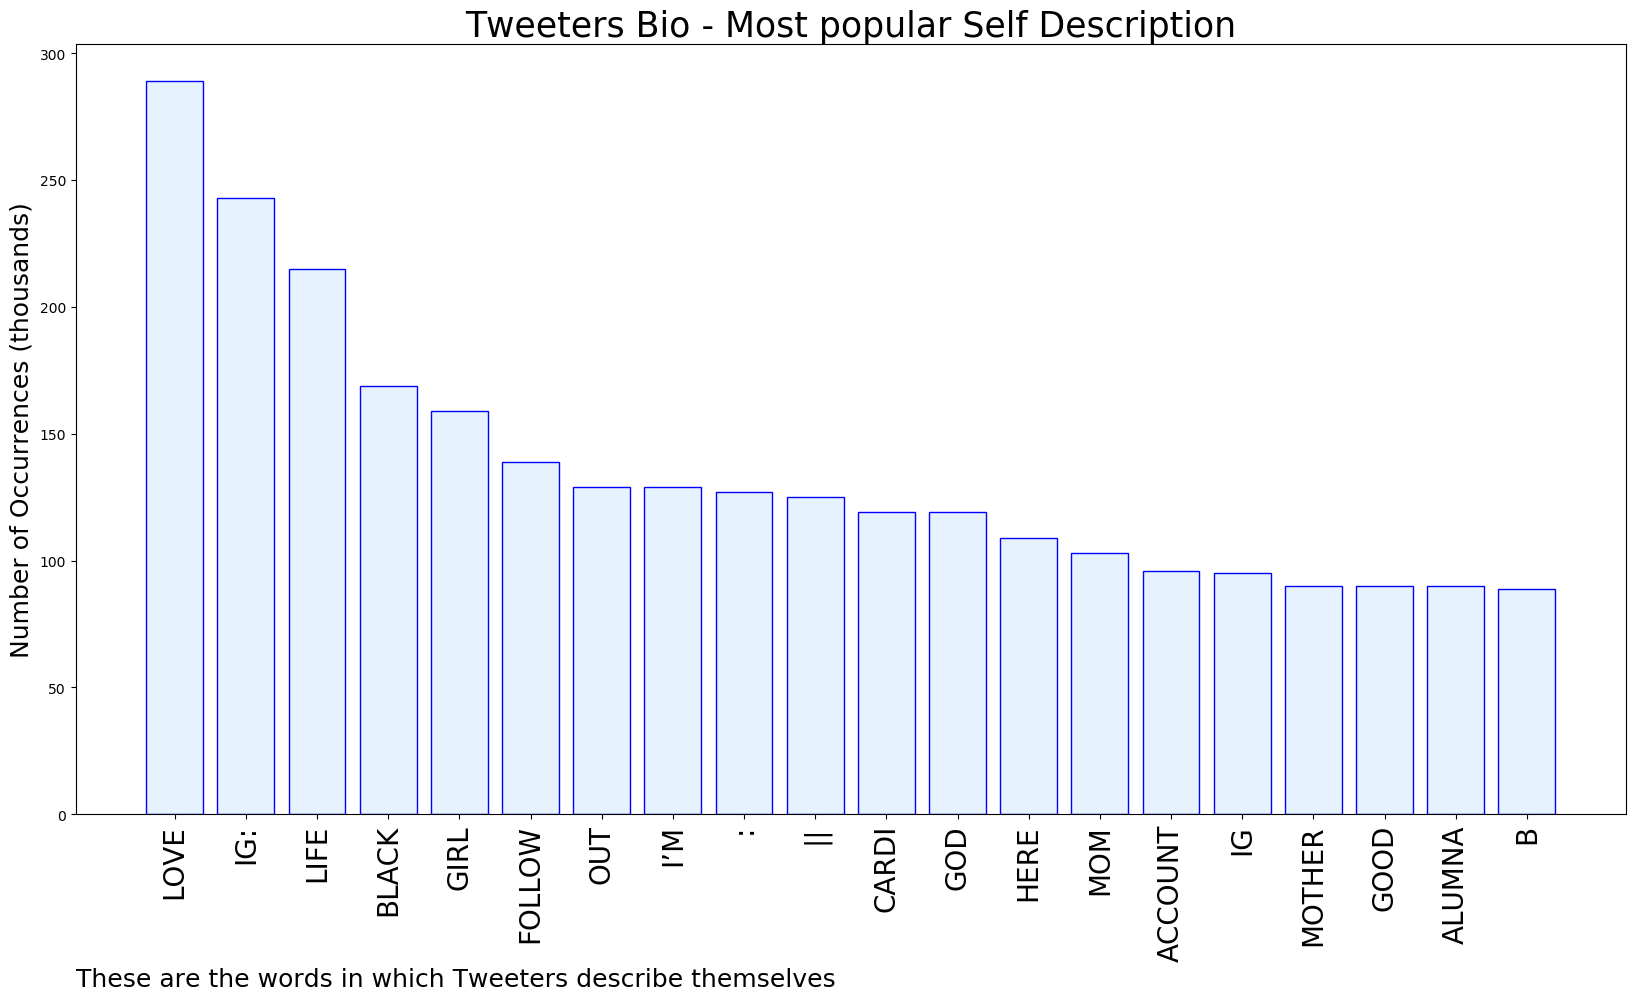 Tweeters Bio - Most popular Self Description
Number of Occurrences (thousands)
300
250
200
150
100
50
0
LOVE
IG:
LIFE
BLACK
GIRL
FOLLOW
OUT
I’M
:
||
CARDI
GOD
HERE
MOM
ACCOUNT
IG
MOTHER
GOOD
ALUMNA
B
These are the words in which Tweeters describe themselves